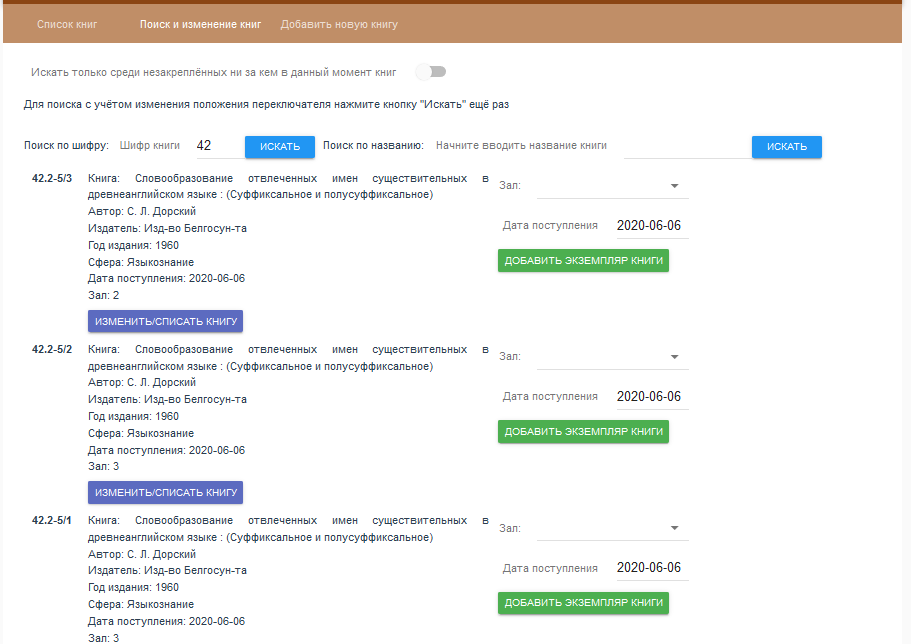 Список книг Поиск и изменение книг Добавить новую книгу
Искать только среди незакреплённых ни за кем в данный момент книг
Для поиска с учётом изменения положения переключателя нажмите кнопку "Искать" ещё раз
Поиск по шифру: Шифр книги 42 ИСКАТЬ Поиск по названию: Начните вводить название книги ИСКАТЬ
42.2-5/3 Книга: Словообразование отвлеченных имен существительных в
древнеанглийском языке : (Суффиксальное и полусуффиксальное)
Автор: С. Л. Дорский
Издатель: Изд-во Белгосун-та
Год издания: 1960
Сфера: Языкознание
Дата поступления: 2020-06-06
Зал: 2
ИЗМЕНИТЬ/СПИСАТЬ КНИГУ
Зал:
Дата поступления 2020-06-06
ДОБАВИТЬ ЭКЗЕМПЛЯР КНИГИ
42.2-5/2 Книга: Словообразование отвлеченных имен существительных в
древнеанглийском языке : (Суффиксальное и полусуффиксальное)
Автор: С. Л. Дорский
Издатель: Изд-во Белгосун-та
Год издания: 1960
Сфера: Языкознание
Дата поступления: 2020-06-06
Зал: 3
ИЗМЕНИТЬ/СПИСАТЬ КНИГУ
Зал:
Дата поступления 2020-06-06
ДОБАВИТЬ ЭКЗЕМПЛЯР КНИГИ
42.2-5/1 Книга: Словообразование отвлеченных имен существительных в
древнеанглийском языке : (Суффиксальное и полусуффиксальное)
Автор: С. Л. Дорский
Издатель: Изд-во Белгосун-та
Год издания: 1960
Сфера: Языкознание
Дата поступления: 2020-06-06
Зал: 3
Зал:
Дата поступления 2020-06-06
ДОБАВИТЬ ЭКЗЕМПЛЯР КНИГИ